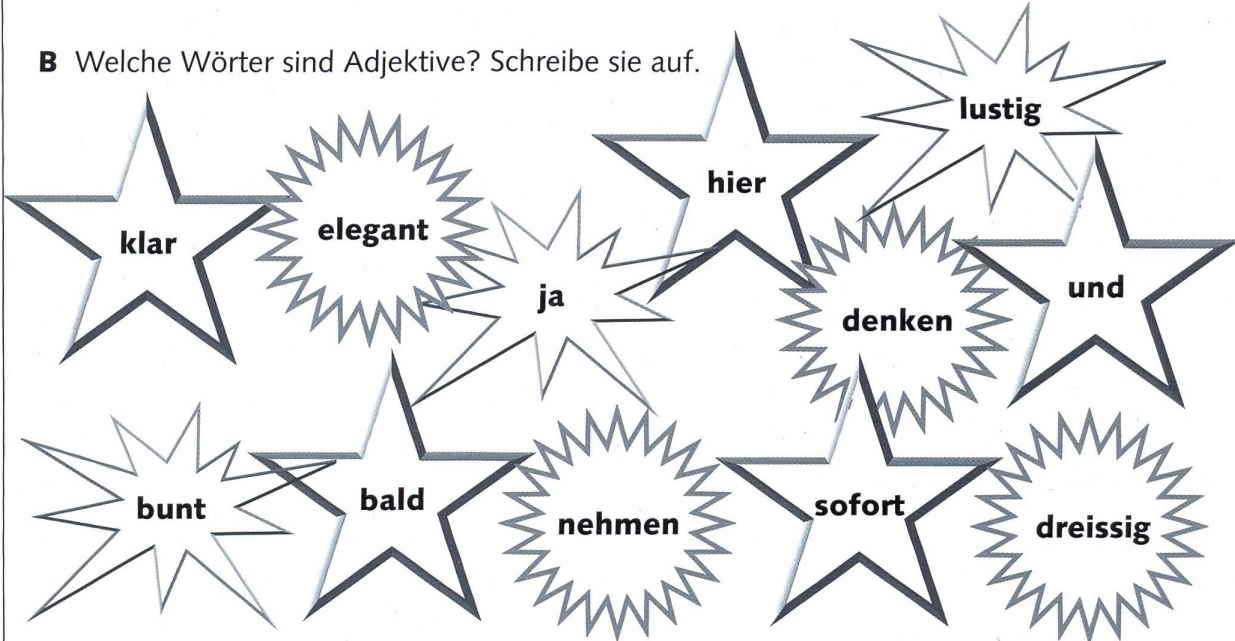 B Welche Wörter sind Adjektive? Schreibe sie auf.
lustig
hier
klar
elegant
ja
denken
und
bunt
bald
nehmen
sofort
dreissig